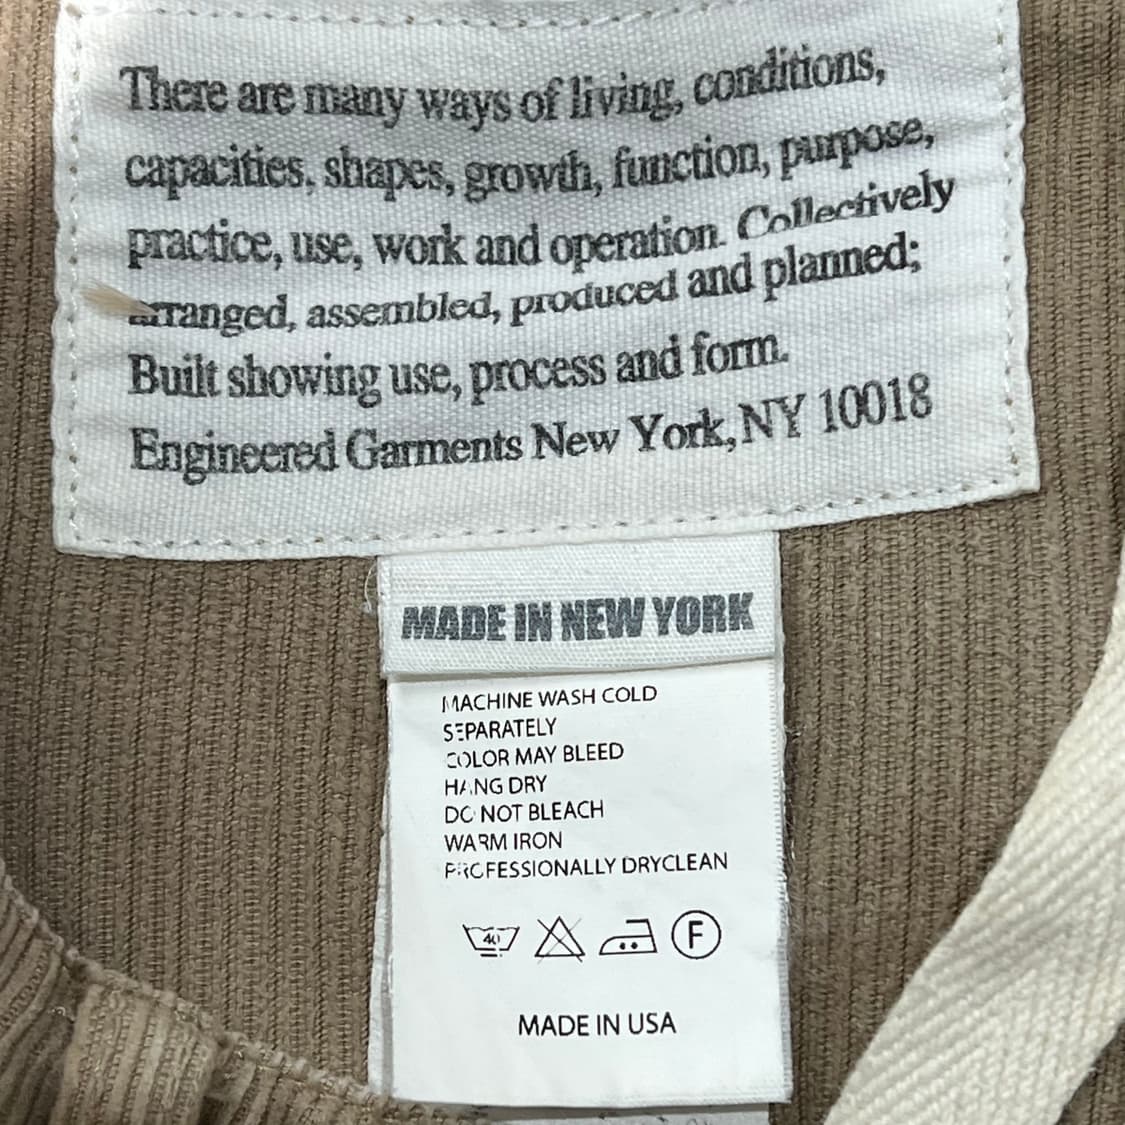 There are many ways of living, conditions,
capacities, shapes, growth, function, purpose,
practice, use, work and operation. Collectively
arranged, assembled, produced and planned;
Built showing use, process and form.
Engineered Garments New York, NY 10018
MADE IN NEW YORK
MACHINE WASH COLD
SEPARATELY
COLOR MAY BLEED
HANG DRY
DO NOT BLEACH
WARM IRON
PROFESSIONALLY DRYCLEAN
40 F
MADE IN USA